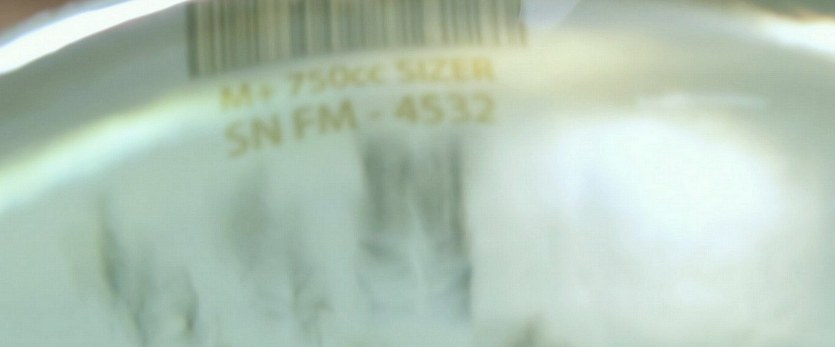 M+ 750cc SIZER
SN FM - 4532